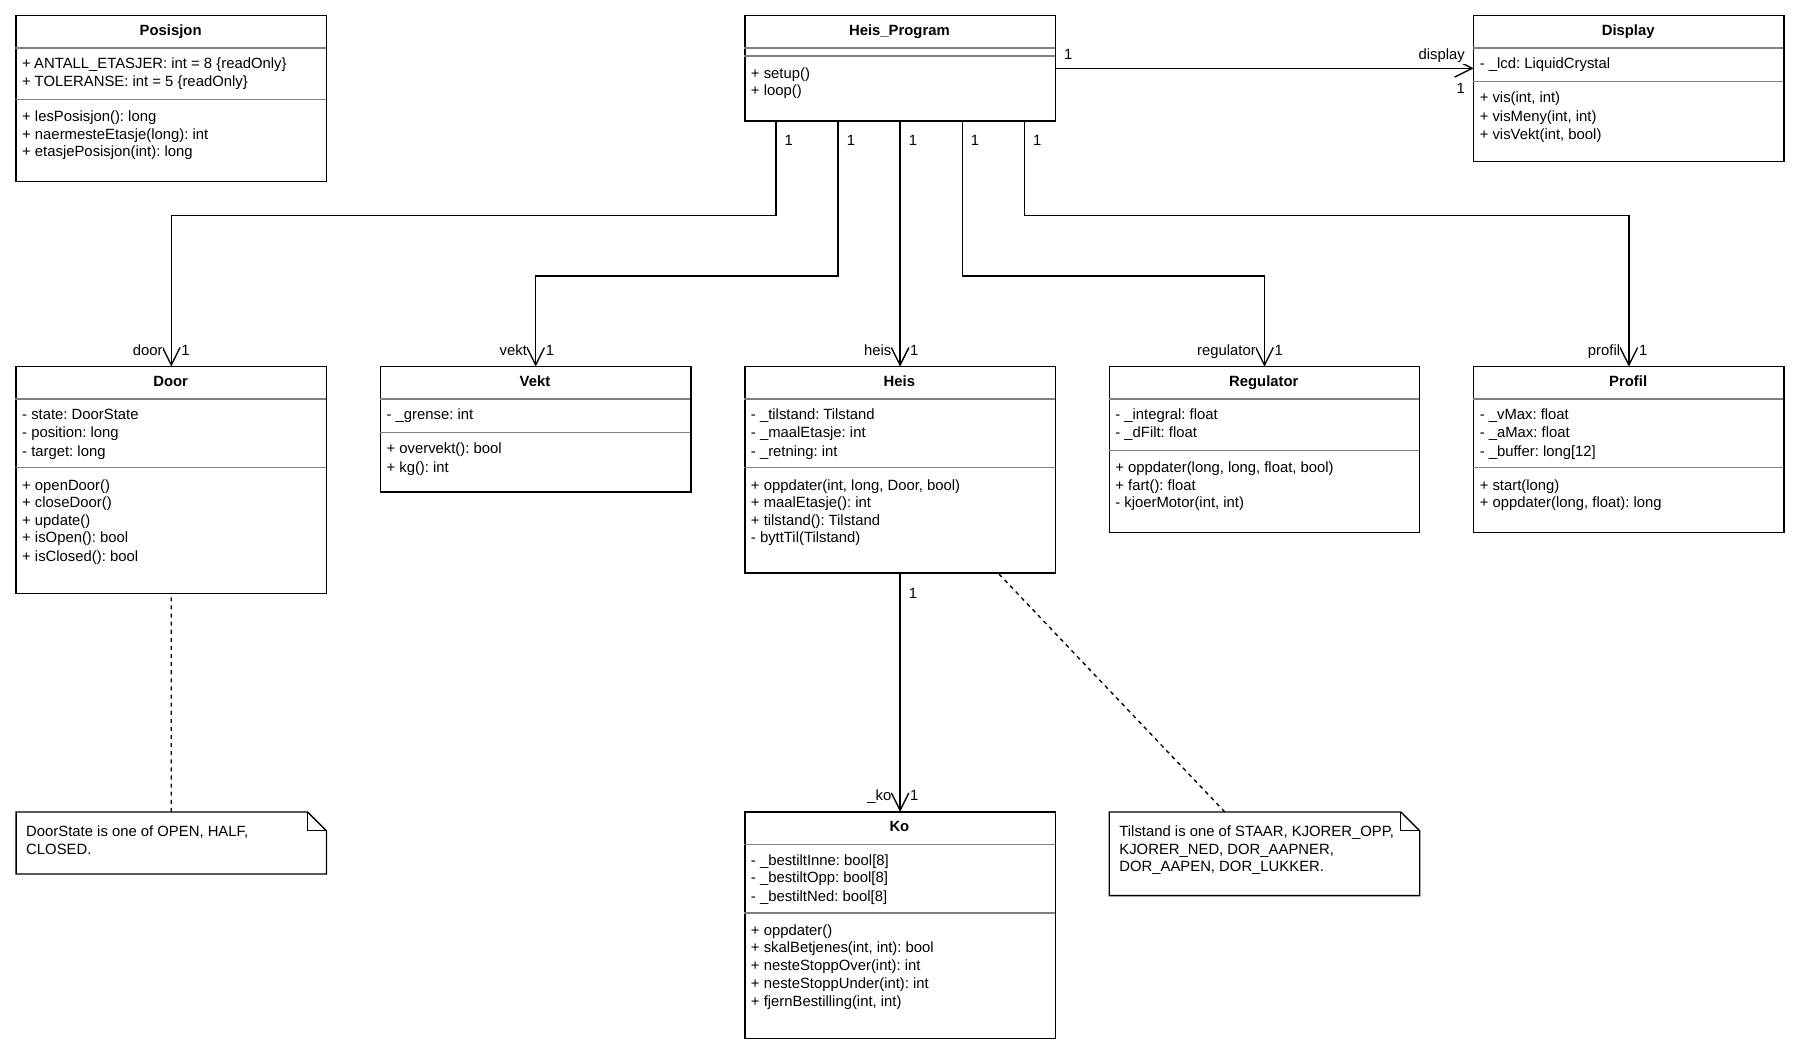 Posisjon
+ ANTALL_ETASJER: int = 8 {readOnly}
+ TOLERANSE: int = 5 {readOnly}
+ lesPosisjon(): long
+ naermesteEtasje(long): int
+ etasjePosisjon(int): long
Heis_Program
+ setup()
+ loop()
1
display
1
Display
- _lcd: LiquidCrystal
+ vis(int, int)
+ visMeny(int, int)
+ visVekt(int, bool)
1
1
1
1
1
door
1
vekt
1
heis
1
regulator
1
profil
1
Door
- state: DoorState
- position: long
- target: long
+ openDoor()
+ closeDoor()
+ update()
+ isOpen(): bool
+ isClosed(): bool
Vekt
- _grense: int
+ overvekt(): bool
+ kg(): int
Heis
- _tilstand: Tilstand
- _maalEtasje: int
- _retning: int
+ oppdater(int, long, Door, bool)
+ maalEtasje(): int
+ tilstand(): Tilstand
- byttTil(Tilstand)
Regulator
- _integral: float
- _dFilt: float
+ oppdater(long, long, float, bool)
+ fart(): float
- kjoerMotor(int, int)
Profil
- _vMax: float
- _aMax: float
- _buffer: long[12]
+ start(long)
+ oppdater(long, float): long
1
_ko
1
DoorState is one of OPEN, HALF,
CLOSED.
Ko
- _bestiltInne: bool[8]
- _bestiltOpp: bool[8]
- _bestiltNed: bool[8]
+ oppdater()
+ skalBetjenes(int, int): bool
+ nesteStoppOver(int): int
+ nesteStoppUnder(int): int
+ fjernBestilling(int, int)
Tilstand is one of STAAR, KJORER_OPP,
KJORER_NED, DOR_AAPNER,
DOR_AAPEN, DOR_LUKKER.